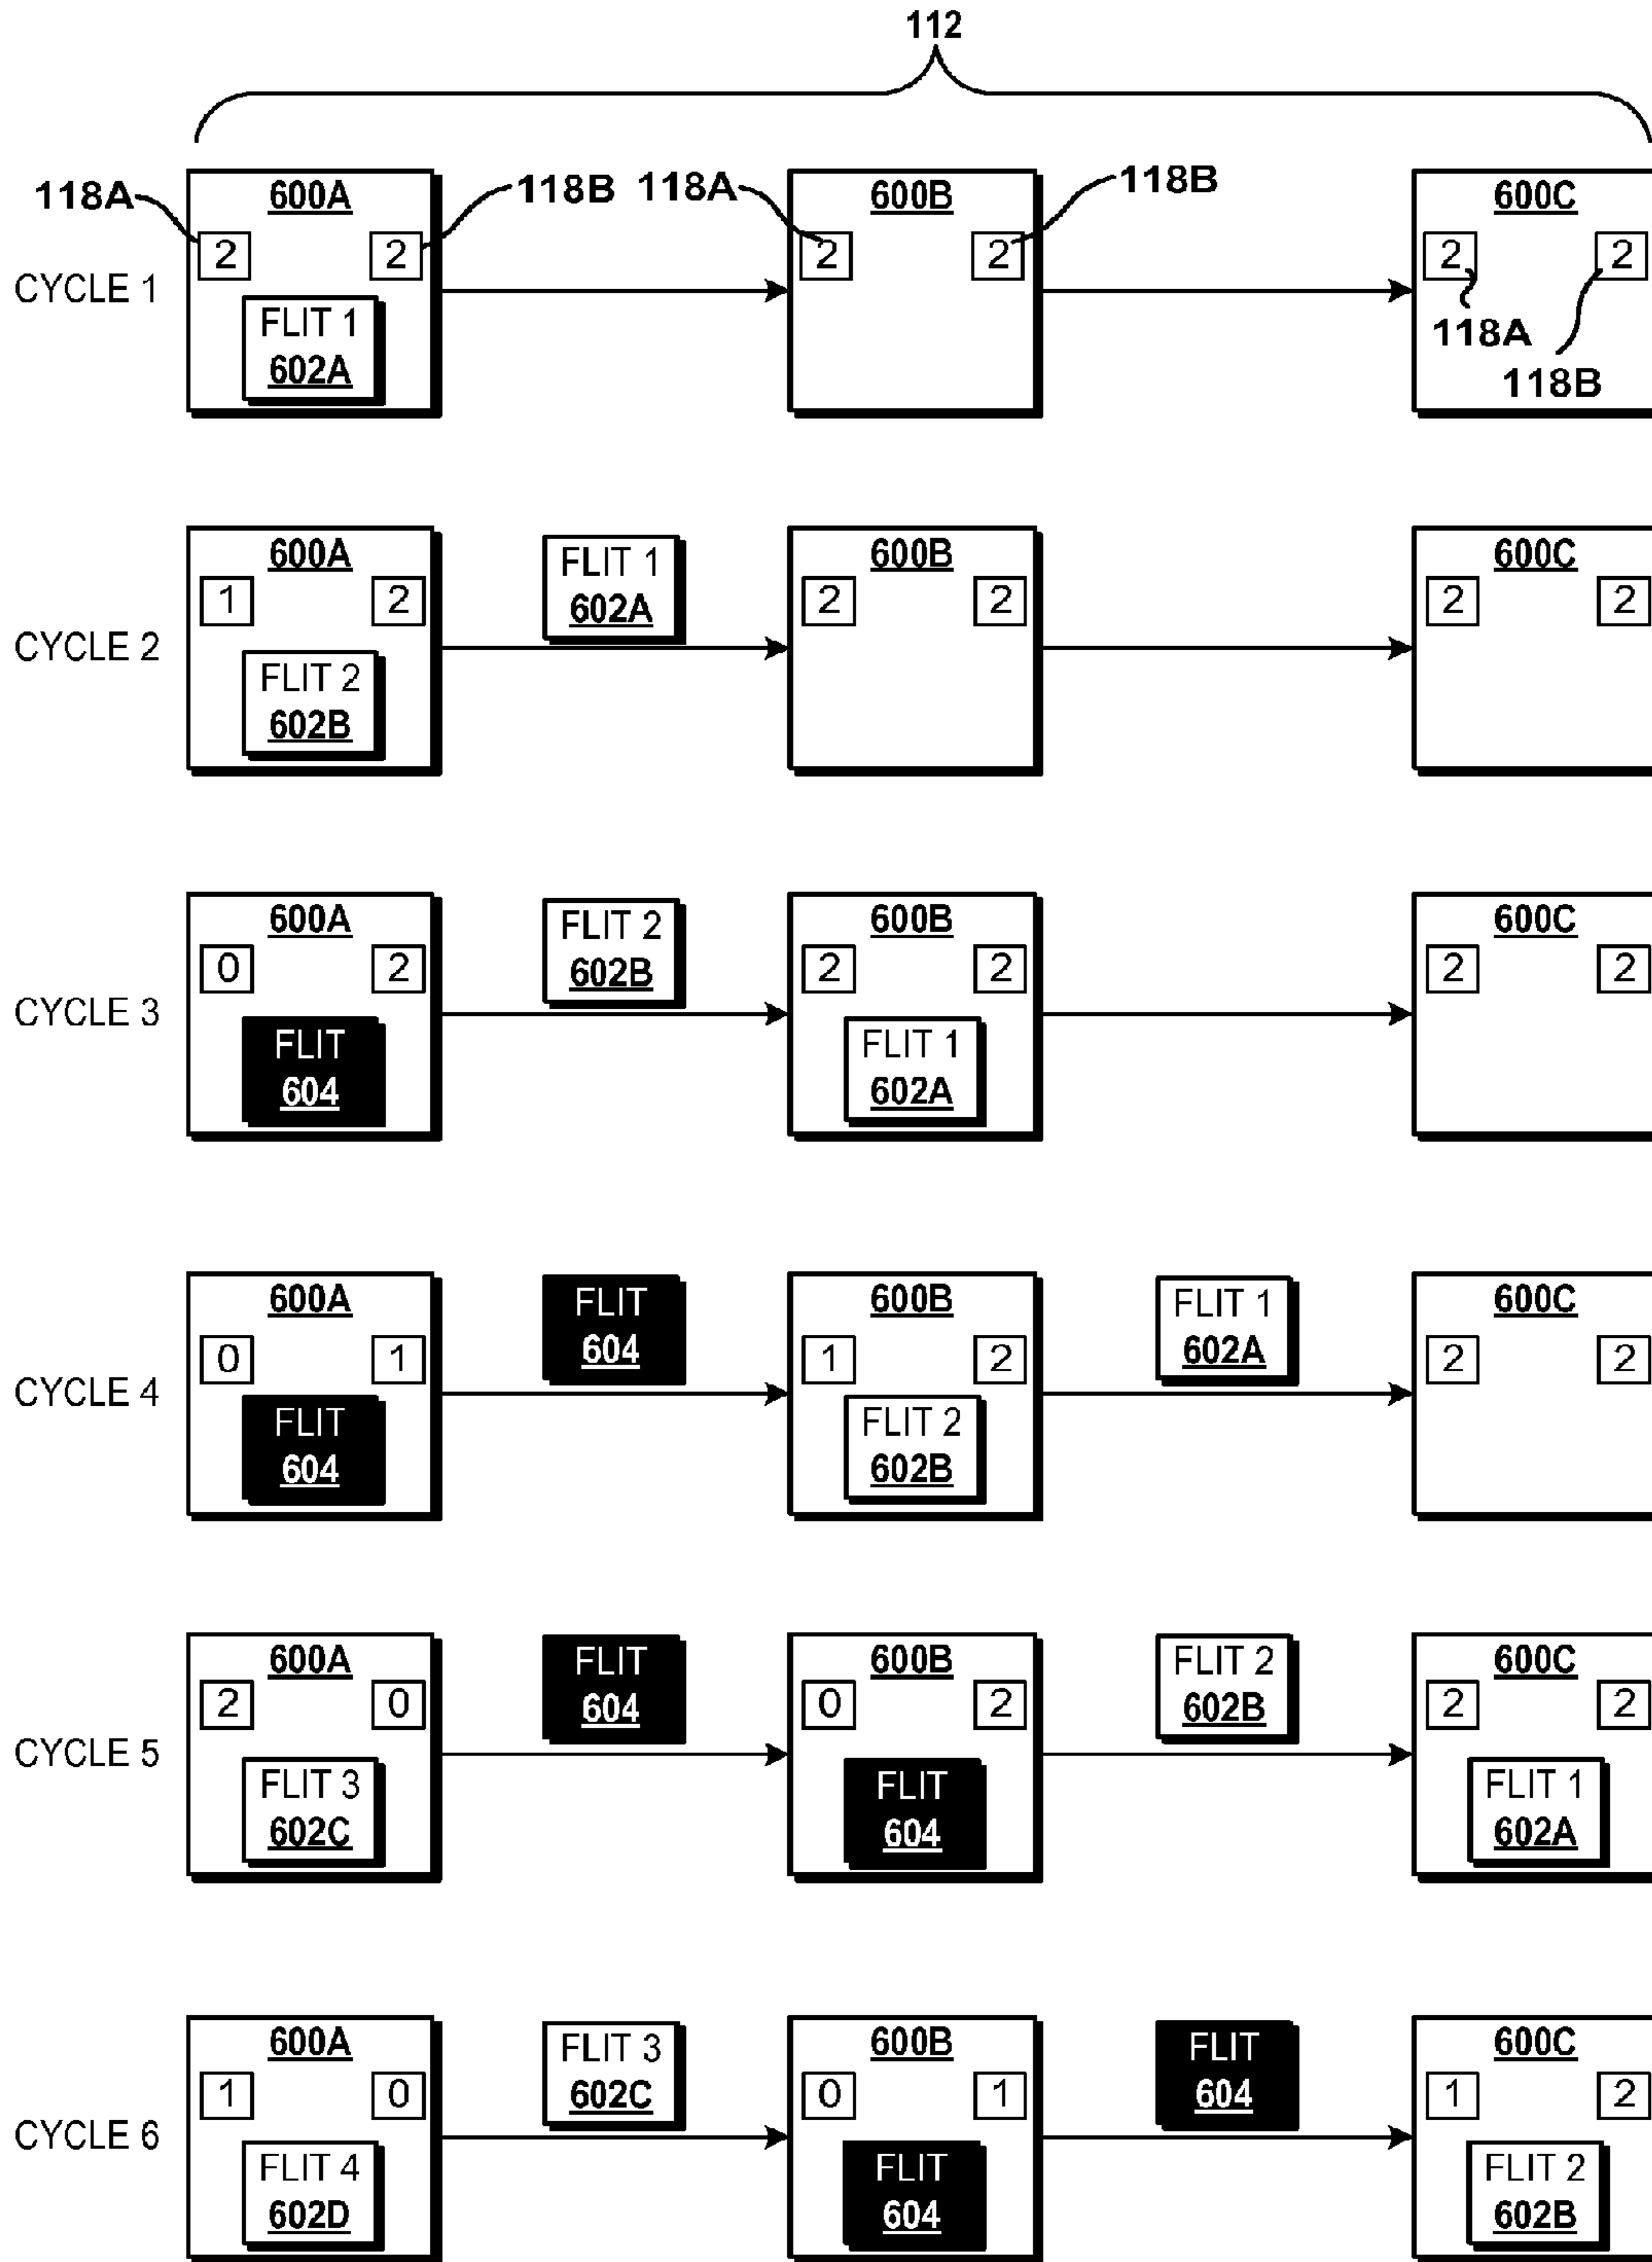 112
118A 600A 118B 118A 600B 118B 600C
2 2 2 2 2 2
CYCLE 1
FLIT 1
602A
118A
118B
600A FLIT 1 600B 600C
602A
1 2 2 2 2 2
CYCLE 2
FLIT 2
602B
600A FLIT 2 600B 600C
602B
0 2 2 2 2 2
CYCLE 3
FLIT FLIT 1
604 602A
600A FLIT 600B FLIT 1 600C
604 602A
0 1 1 2 2 2
CYCLE 4
FLIT FLIT 2
604 602B
600A FLIT 600B FLIT 2 600C
604 602B
2 0 0 2 2 2
CYCLE 5
FLIT 3 FLIT FLIT 1
602C 604 602A
600A FLIT 3 600B FLIT 600C
602C 604
1 0 0 1 1 2
CYCLE 6
FLIT 4 FLIT FLIT 2
602D 604 602B